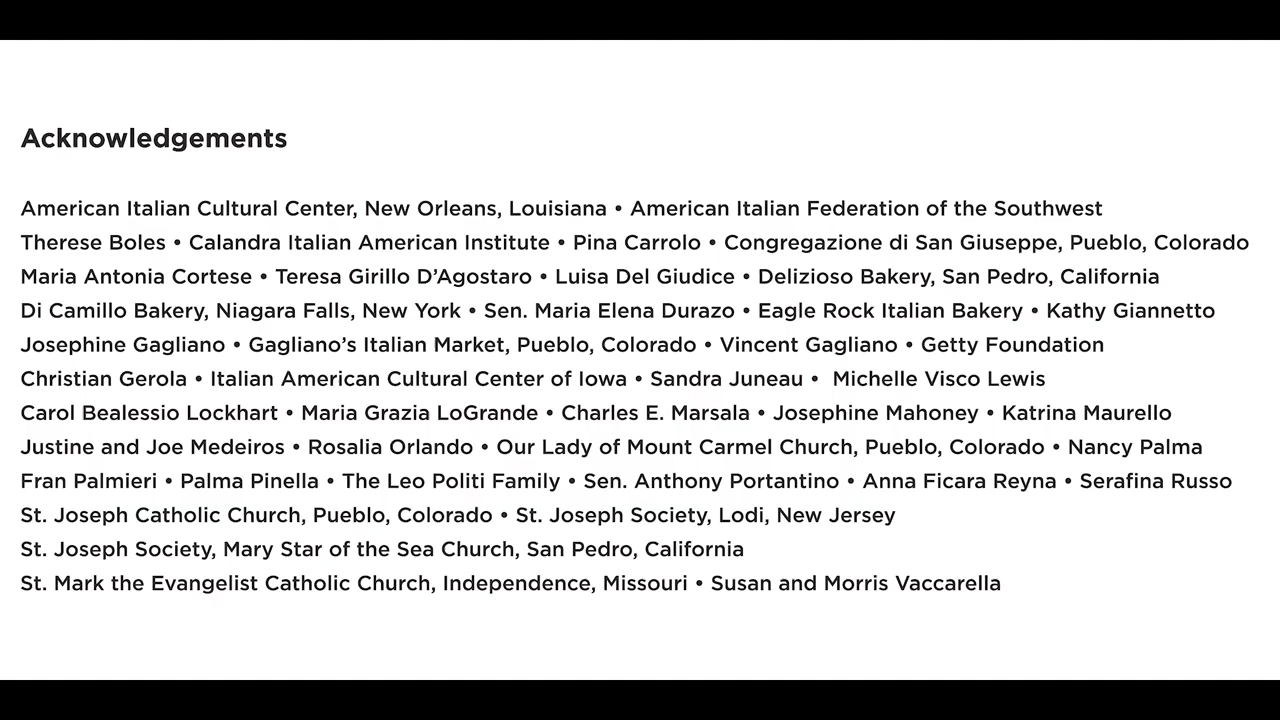 Acknowledgements
American Italian Cultural Center, New Orleans, Louisiana • American Italian Federation of the Southwest
Therese Boles • Calandra Italian American Institute • Pina Carrolo • Congregazione di San Giuseppe, Pueblo, Colorado
Maria Antonia Cortese • Teresa Girillo D’Agostaro • Luisa Del Giudice • Delizioso Bakery, San Pedro, California
Di Camillo Bakery, Niagara Falls, New York • Sen. Maria Elena Durazo • Eagle Rock Italian Bakery • Kathy Giannetto
Josephine Gagliano • Gagliano’s Italian Market, Pueblo, Colorado • Vincent Gagliano • Getty Foundation
Christian Gerola • Italian American Cultural Center of Iowa • Sandra Juneau •  Michelle Visco Lewis
Carol Bealessio Lockhart • Maria Grazia LoGrande • Charles E. Marsala • Josephine Mahoney • Katrina Maurello
Justine and Joe Medeiros • Rosalia Orlando • Our Lady of Mount Carmel Church, Pueblo, Colorado • Nancy Palma
Fran Palmieri • Palma Pinella • The Leo Politi Family • Sen. Anthony Portantino • Anna Ficara Reyna • Serafina Russo
St. Joseph Catholic Church, Pueblo, Colorado • St. Joseph Society, Lodi, New Jersey
St. Joseph Society, Mary Star of the Sea Church, San Pedro, California
St. Mark the Evangelist Catholic Church, Independence, Missouri • Susan and Morris Vaccarella